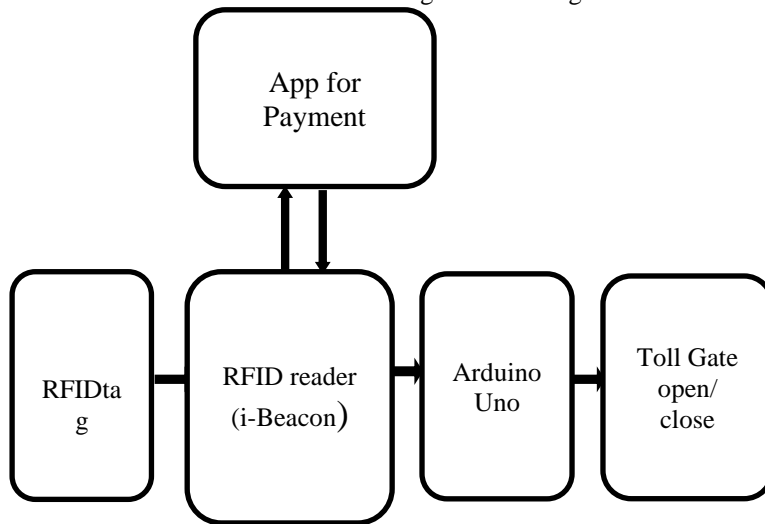 App for
Payment
RFIDta
g
RFID reader
(i-Beacon)
Arduino
Uno
Toll Gate
open/
close